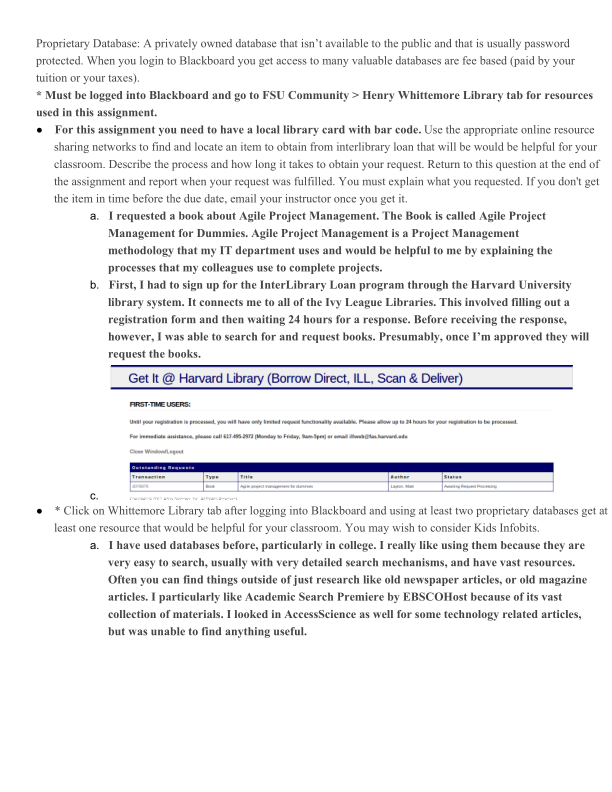 Proprietary Database: A privately owned database that isn’t available to the public and that is usually password
protected. When you login to Blackboard you get access to many valuable databases are fee based (paid by your
tuition or your taxes).
* Must be logged into Blackboard and go to FSU Community > Henry Whittemore Library tab for resources
used in this assignment.
● For this assignment you need to have a local library card with bar code. Use the appropriate online resource
sharing networks to find and locate an item to obtain from interlibrary loan that will be would be helpful for your
classroom. Describe the process and how long it takes to obtain your request. Return to this question at the end of
the assignment and report when your request was fulfilled. You must explain what you requested. If you don't get
the item in time before the due date, email your instructor once you get it.
a. I requested a book about Agile Project Management. The Book is called Agile Project
Management for Dummies. Agile Project Management is a Project Management
methodology that my IT department uses and would be helpful to me by explaining the
processes that my colleagues use to complete projects.
b. First, I had to sign up for the InterLibrary Loan program through the Harvard University
library system. It connects me to all of the Ivy League Libraries. This involved filling out a
registration form and then waiting 24 hours for a response. Before receiving the response,
however, I was able to search for and request books. Presumably, once I’m approved they will
request the books.
Get It @ Harvard Library (Borrow Direct, ILL, Scan & Deliver)
FIRST-TIME USERS:
Until your registration is processed, you will have only limited request functionality available. Please allow up to 24 hours for your registration to be processed.
For immediate assistance, please call 617-495-2972 (Monday to Friday, 9am-5pm) or email illweb@fas.harvard.edu
Close Window/Logout
Outstanding Requests
Transaction Type Title Author Status
Book Agile project management for dummies Layton, Mark Awaiting Request Processing
c.
● * Click on Whittemore Library tab after logging into Blackboard and using at least two proprietary databases get at
least one resource that would be helpful for your classroom. You may wish to consider Kids Infobits.
a. I have used databases before, particularly in college. I really like using them because they are
very easy to search, usually with very detailed search mechanisms, and have vast resources.
Often you can find things outside of just research like old newspaper articles, or old magazine
articles. I particularly like Academic Search Premiere by EBSCOHost because of its vast
collection of materials. I looked in AccessScience as well for some technology related articles,
but was unable to find anything useful.